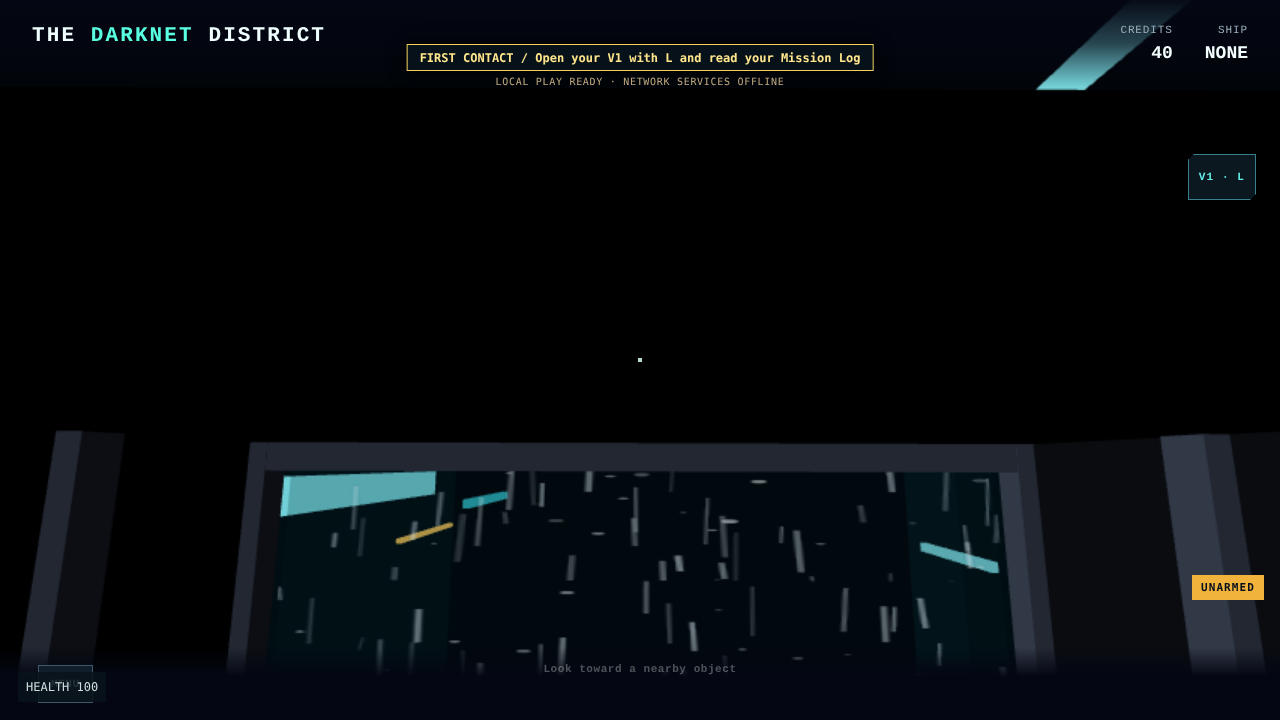 THE DARKNET DISTRICT
CREDITS
SHIP
40
NONE
FIRST CONTACT / Open your V1 with L and read your Mission Log
LOCAL PLAY READY · NETWORK SERVICES OFFLINE
V1 · L
UNARMED
Look toward a nearby object
HEALTH 100